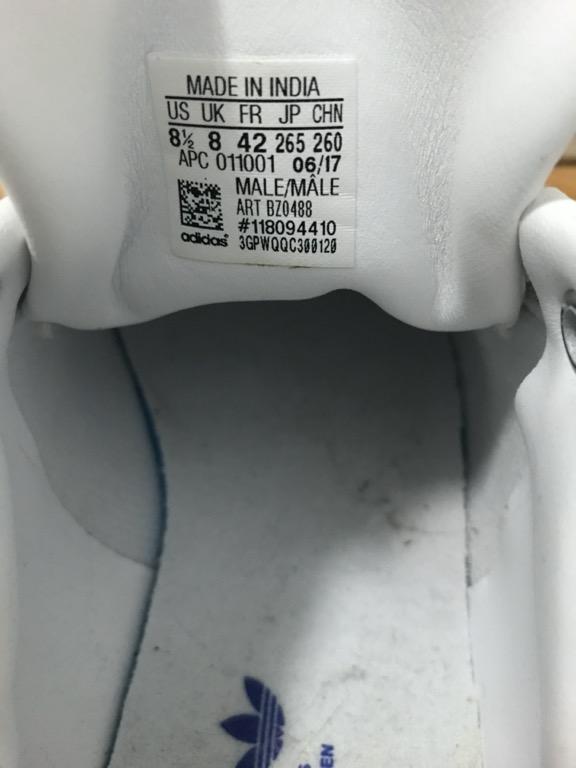 MADE IN INDIA
US UK FR JP CHN
8½ 8 42 265 260
APC 011001 06/17
MALE/MÂLE
ART BZ0488
#118094410
adidas® 3GPWQQC300120